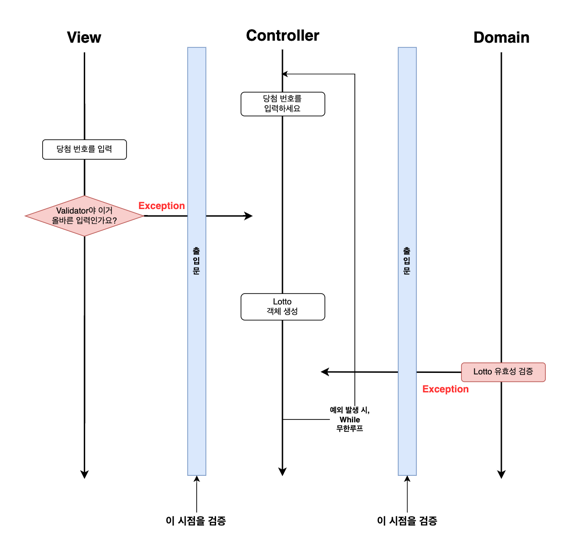 View
Controller
Domain
당첨 번호를
입력하세요
당첨 번호를 입력
Validator야 이거
올바른 입력인가요?
Exception
출
입
문
출
입
문
Lotto
객체 생성
Lotto 유효성 검증
Exception
예외 발생 시,
While
무한루프
이 시점을 검증
이 시점을 검증